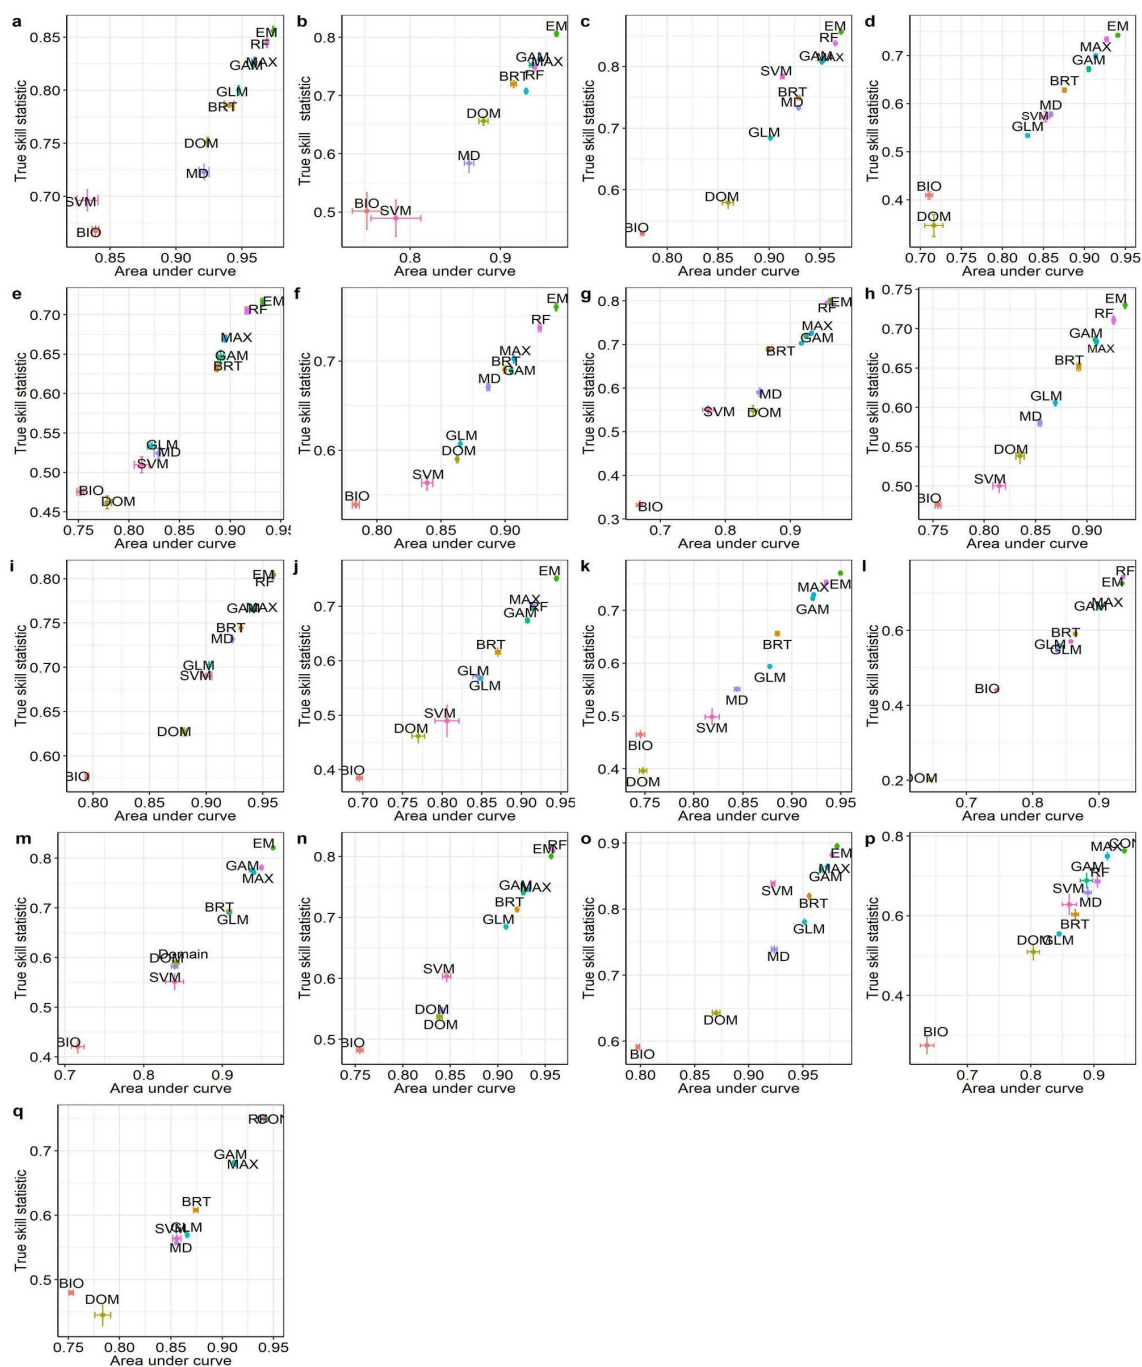 a
True skill statistic
0.85
0.80
0.75
0.70
EM
RF
MAX
GAM
GLM
BRT
DOM
MD
SVM
BIO
0.85 0.90 0.95
Area under curve
b
True skill statistic
0.8
0.7
0.6
0.5
EM
GAM
MAX
RF
BRT
DOM
MD
BIO
SVM
0.8 0.9
Area under curve
c
True skill statistic
0.8
0.7
0.6
EM
RF
GAM
MAX
SVM
BRT
MD
GLM
DOM
BIO
0.80 0.85 0.90 0.95
Area under curve
d
True skill statistic
0.7
0.6
0.5
0.4
EM
MAX
GAM
BRT
MD
SVM
GLM
BIO
DOM
0.70 0.75 0.80 0.85 0.90 0.95
Area under curve
e
True skill statistic
0.70
0.65
0.60
0.55
0.50
0.45
EM
RF
MAX
GAM
BRT
GLM
MD
SVM
BIO
DOM
0.75 0.80 0.85 0.90 0.95
Area under curve
f
True skill statistic
0.7
0.6
EM
RF
MAX
BRT
GAM
MD
GLM
DOM
SVM
BIO
0.80 0.85 0.90
Area under curve
g
True skill statistic
0.8
0.7
0.6
0.5
0.4
0.3
EM
RF
MAX
GAM
BRT
MD
SVM
DOM
BIO
0.7 0.8 0.9
Area under curve
h
True skill statistic
0.75
0.70
0.65
0.60
0.55
0.50
EM
RF
GAM
MAX
BRT
GLM
MD
DOM
SVM
BIO
0.75 0.80 0.85 0.90
Area under curve
i
True skill statistic
0.80
0.75
0.70
0.65
0.60
EM
RF
GAM
MAX
BRT
MD
GLM
SVM
DOM
BIO
0.80 0.85 0.90 0.95
Area under curve
j
True skill statistic
0.7
0.6
0.5
0.4
EM
MAX
RF
GAM
BRT
GLM
GLM
SVM
DOM
BIO
0.70 0.75 0.80 0.85 0.90 0.95
Area under curve
k
True skill statistic
0.7
0.6
0.5
0.4
MAX
EM
GAM
BRT
GLM
MD
SVM
BIO
DOM
0.75 0.80 0.85 0.90 0.95
Area under curve
l
True skill statistic
0.6
0.4
0.2
RF
EM
MAX
GAM
BRT
GLM
GLM
BIO
DOM
0.7 0.8 0.9
Area under curve
m
True skill statistic
0.8
0.7
0.6
0.5
0.4
EM
GAM
MAX
BRT
GLM
Domain
DOM
SVM
BIO
0.7 0.8 0.9
Area under curve
n
True skill statistic
0.8
0.7
0.6
0.5
RF
EM
GAM
MAX
BRT
GLM
SVM
DOM
DOM
BIO
0.75 0.80 0.85 0.90 0.95
Area under curve
o
True skill statistic
0.9
0.8
0.7
0.6
EM
MAX
GAM
SVM
BRT
GLM
MD
DOM
BIO
0.80 0.85 0.90 0.95
Area under curve
p
True skill statistic
0.8
0.6
0.4
CON
MAX
GAM
RF
SVM
MD
BRT
DOM
GLM
BIO
0.7 0.8 0.9
Area under curve
q
True skill statistic
0.7
0.6
0.5
RF
CON
GAM
MAX
BRT
SVM
GLM
MD
BIO
DOM
0.75 0.80 0.85 0.90 0.95
Area under curve